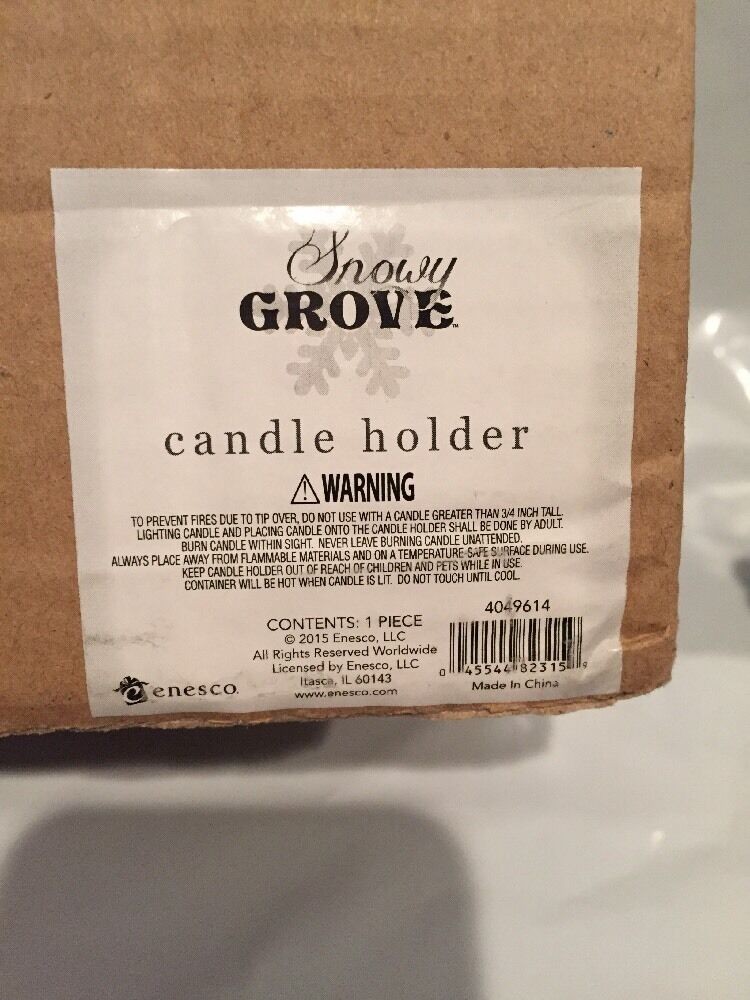 Snowy
GROVE™
candle holder
⚠ WARNING
TO PREVENT FIRES DUE TO TIP OVER, DO NOT USE WITH A CANDLE GREATER THAN 3/4 INCH TALL.
LIGHTING CANDLE AND PLACING CANDLE ONTO THE CANDLE HOLDER SHALL BE DONE BY ADULT.
BURN CANDLE WITHIN SIGHT. NEVER LEAVE BURNING CANDLE UNATTENDED.
ALWAYS PLACE AWAY FROM FLAMMABLE MATERIALS AND ON A TEMPERATURE-SAFE SURFACE DURING USE.
KEEP CANDLE HOLDER OUT OF REACH OF CHILDREN AND PETS WHILE IN USE.
CONTAINER WILL BE HOT WHEN CANDLE IS LIT. DO NOT TOUCH UNTIL COOL.
CONTENTS: 1 PIECE
© 2015 Enesco, LLC
All Rights Reserved Worldwide
Licensed by Enesco, LLC
Itasca, IL 60143
www.enesco.com
enesco.
4049614
0 45544 82315 9
Made In China